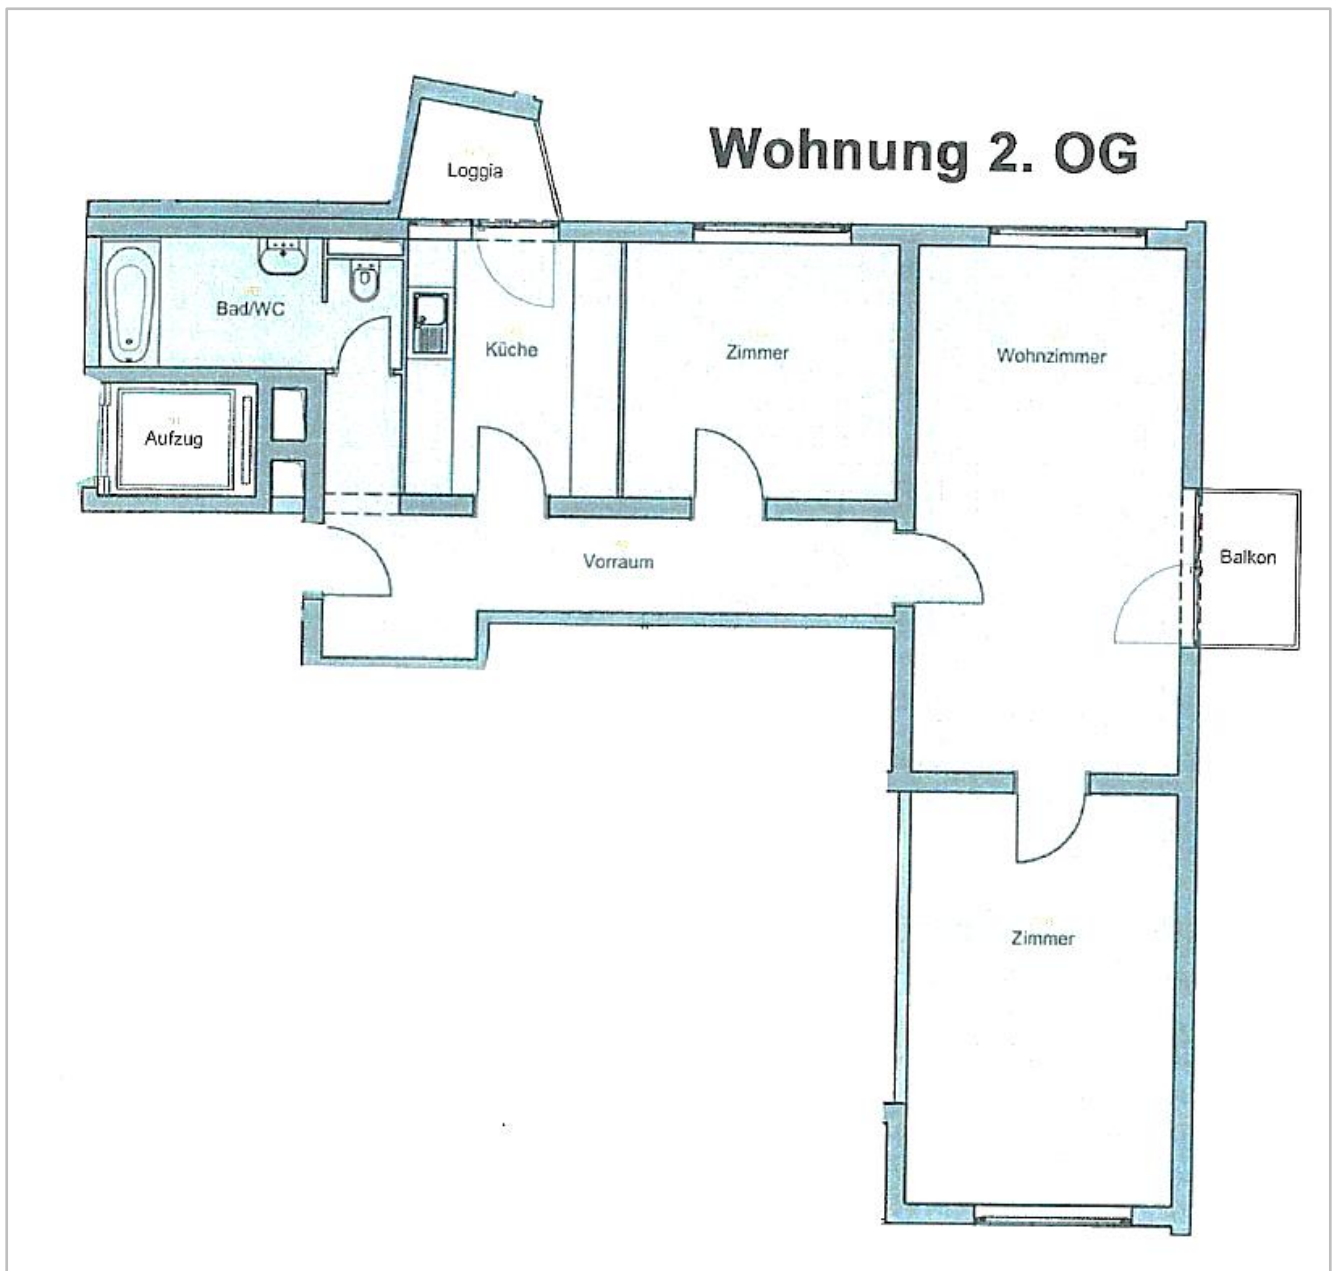 Wohnung 2. OG
Loggia
Bad/WC
Küche
Zimmer
Wohnzimmer
Aufzug
Vorraum
Balkon
Zimmer